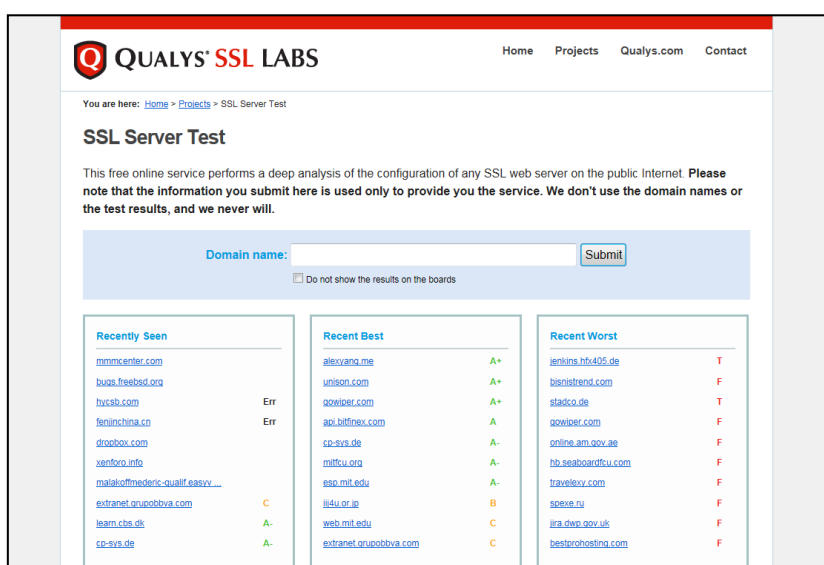 QUALYS® SSL LABS
Home Projects Qualys.com Contact
You are here: Home > Projects > SSL Server Test
SSL Server Test
This free online service performs a deep analysis of the configuration of any SSL web server on the public Internet. Please
note that the information you submit here is used only to provide you the service. We don't use the domain names or
the test results, and we never will.
Domain name: Submit
Do not show the results on the boards
Recently Seen
mmmcenter.com
bugs.freebsd.org
hycsb.com Err
fenjinchina.cn Err
dropbox.com
xenforo.info
malakoffmederic-qualif.easyv ...
extranet.grupobbva.com C
learn.cbs.dk A-
cp-sys.de A-
Recent Best
alexyang.me A+
unison.com A+
gowiper.com A+
api.bitfinex.com A
cp-sys.de A-
mitfcu.org A-
esp.mit.edu A-
iij4u.or.jp B
web.mit.edu C
extranet.grupobbva.com C
Recent Worst
jenkins.hfx405.de T
bisnistrend.com F
stadco.de T
gowiper.com F
online.am.gov.ae F
hb.seaboardfcu.com F
travelexy.com F
spexe.ru F
jira.dwp.gov.uk F
bestprohosting.com F